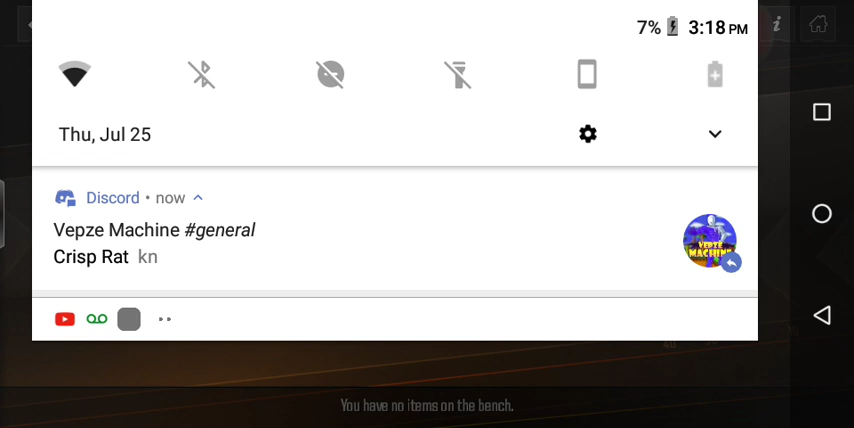 7% 3:18 PM
Thu, Jul 25
Discord • now
Vepze Machine #general
Crisp Rat kn
VEPZE
MACHINE
You have no items on the bench.